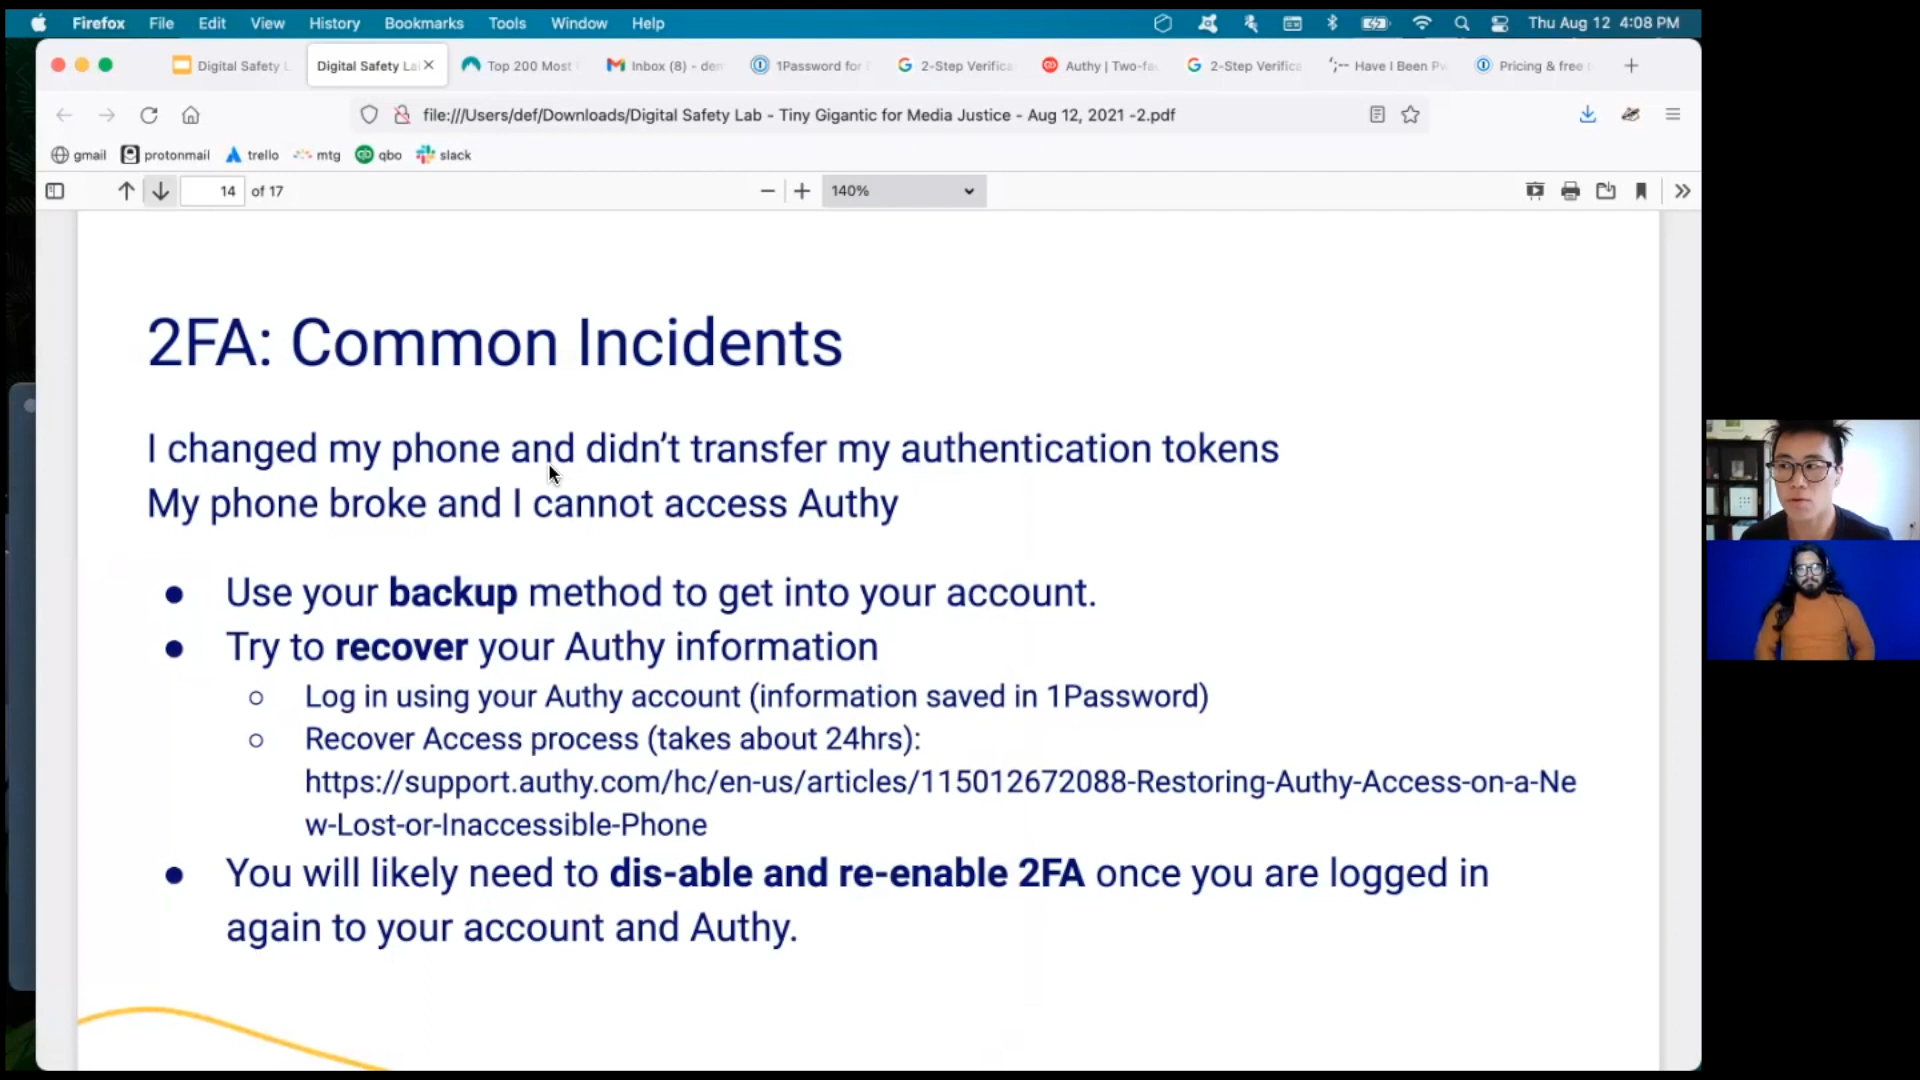 Firefox File Edit View History Bookmarks Tools Window Help Thu Aug 12 4:08 PM
Digital Safety L Digital Safety La Top 200 Most Inbox (8) - den 1Password for 2-Step Verifica Authy | Two-fa 2-Step Verifica Have I Been Pw Pricing & free
file:///Users/def/Downloads/Digital Safety Lab - Tiny Gigantic for Media Justice - Aug 12, 2021 -2.pdf
gmail protonmail trello mtg qbo slack
14 of 17 140%
2FA: Common Incidents
I changed my phone and didn't transfer my authentication tokens
My phone broke and I cannot access Authy
● Use your backup method to get into your account.
● Try to recover your Authy information
○ Log in using your Authy account (information saved in 1Password)
○ Recover Access process (takes about 24hrs):
https://support.authy.com/hc/en-us/articles/115012672088-Restoring-Authy-Access-on-a-Ne
w-Lost-or-Inaccessible-Phone
● You will likely need to dis-able and re-enable 2FA once you are logged in
again to your account and Authy.